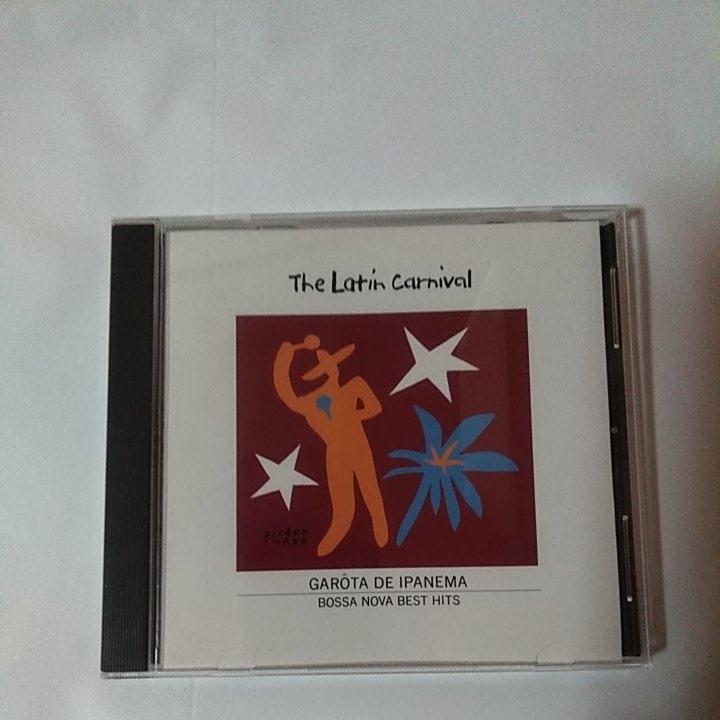 The Latin Carnival
GARÔTA DE IPANEMA
BOSSA NOVA BEST HITS